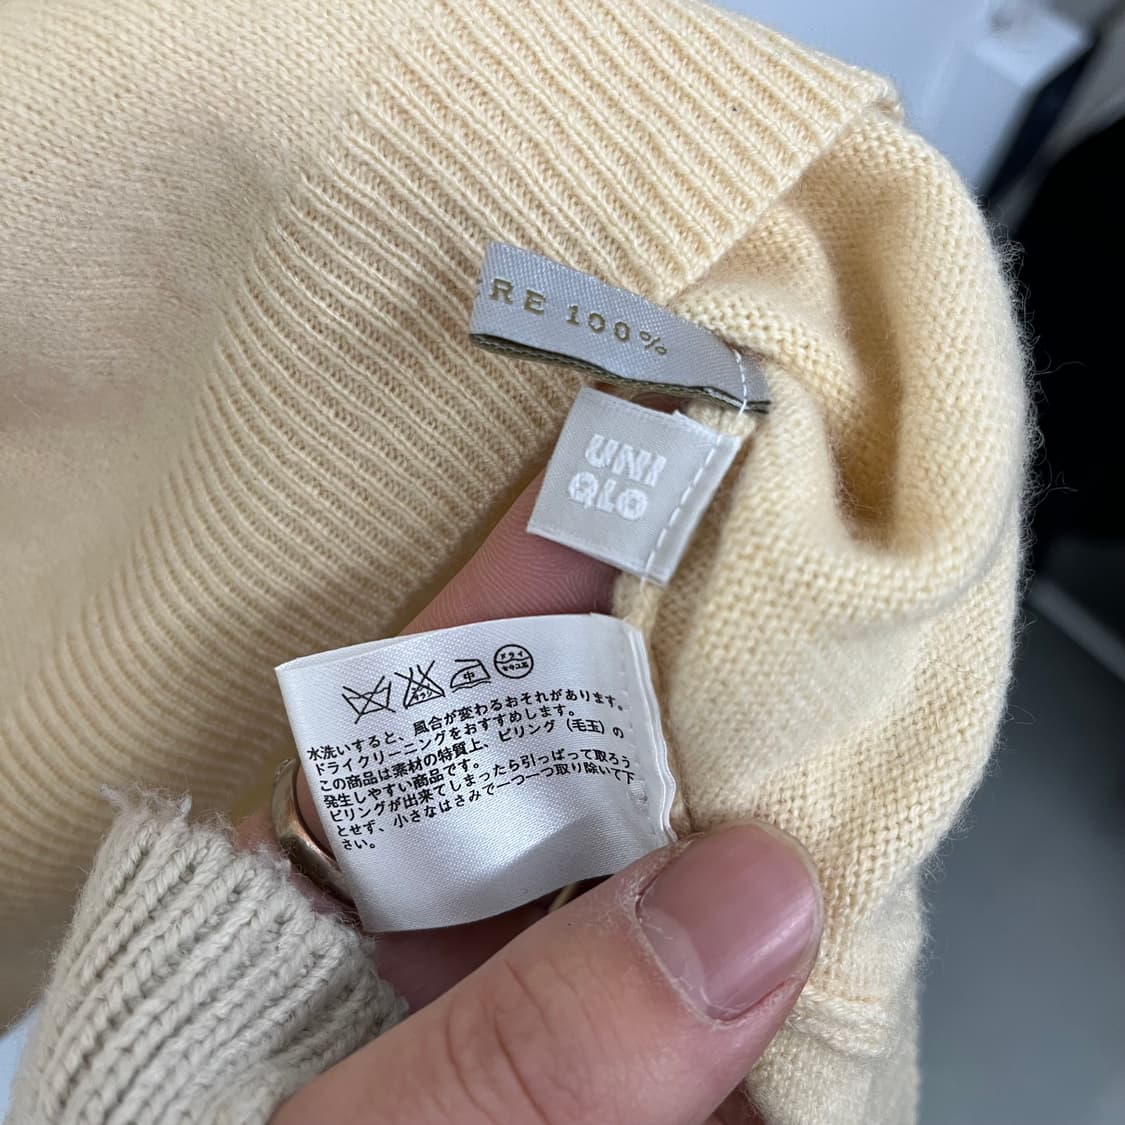 RE 100%
UNI
QLO
エンソサラシ
中
ドライ
セキユ系
水洗いすると、風合が変わるおそれがあります。
ドライクリーニングをおすすめします。
この商品は素材の特質上、ピリング（毛玉）の
発生しやすい商品です。
ピリングが出来てしまったら引っぱって取ろう
とせず、小さなはさみで一つ一つ取り除いて下
さい。